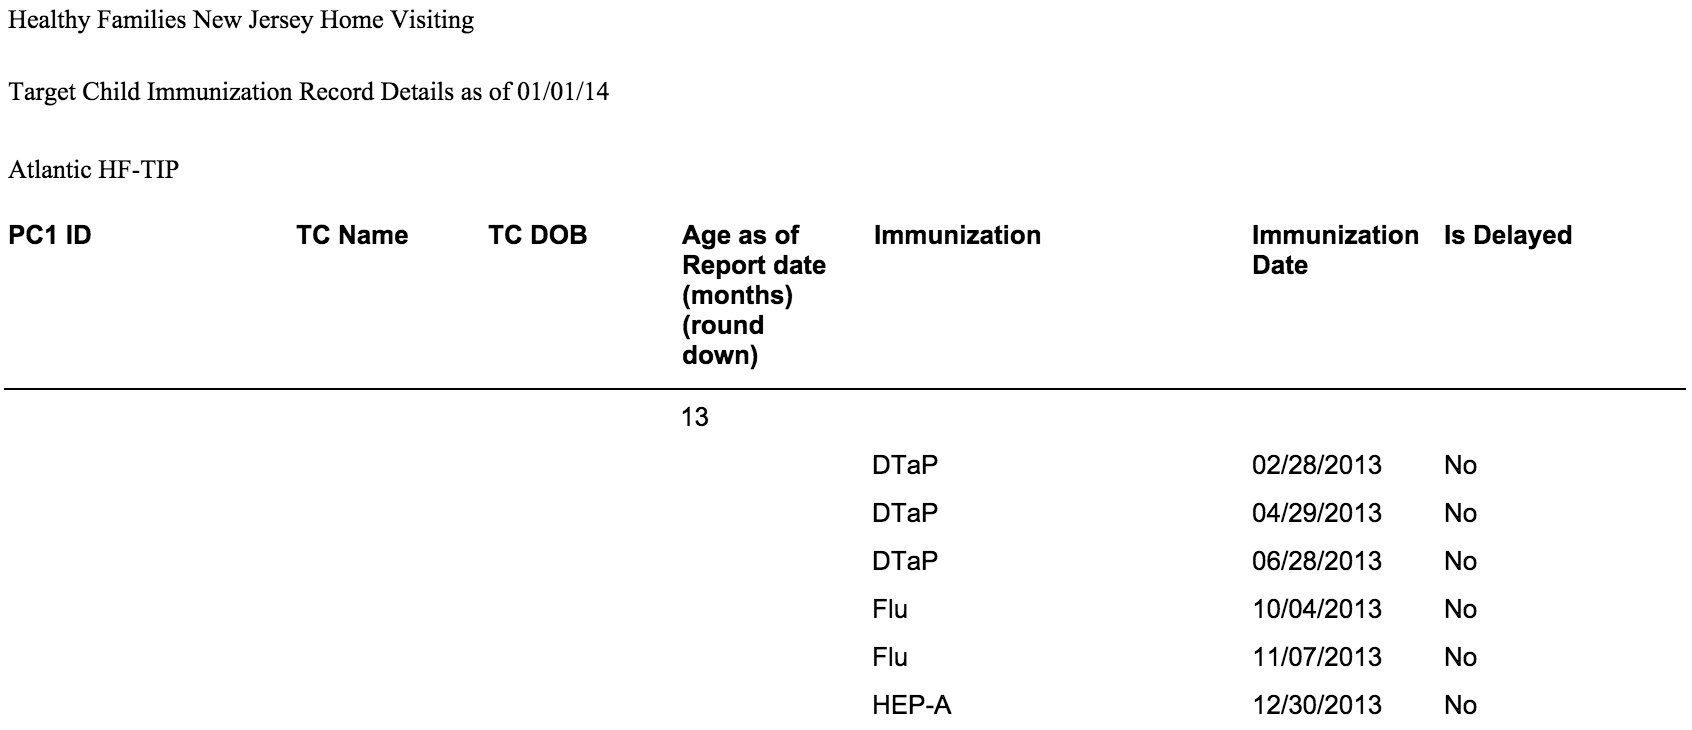 Healthy Families New Jersey Home Visiting
Target Child Immunization Record Details as of 01/01/14
Atlantic HF-TIP
PC1 ID TC Name TC DOB Age as of Immunization Immunization Is Delayed
Report date Date
(months)
(round
down)
13
DTaP 02/28/2013 No
DTaP 04/29/2013 No
DTaP 06/28/2013 No
Flu 10/04/2013 No
Flu 11/07/2013 No
HEP-A 12/30/2013 No